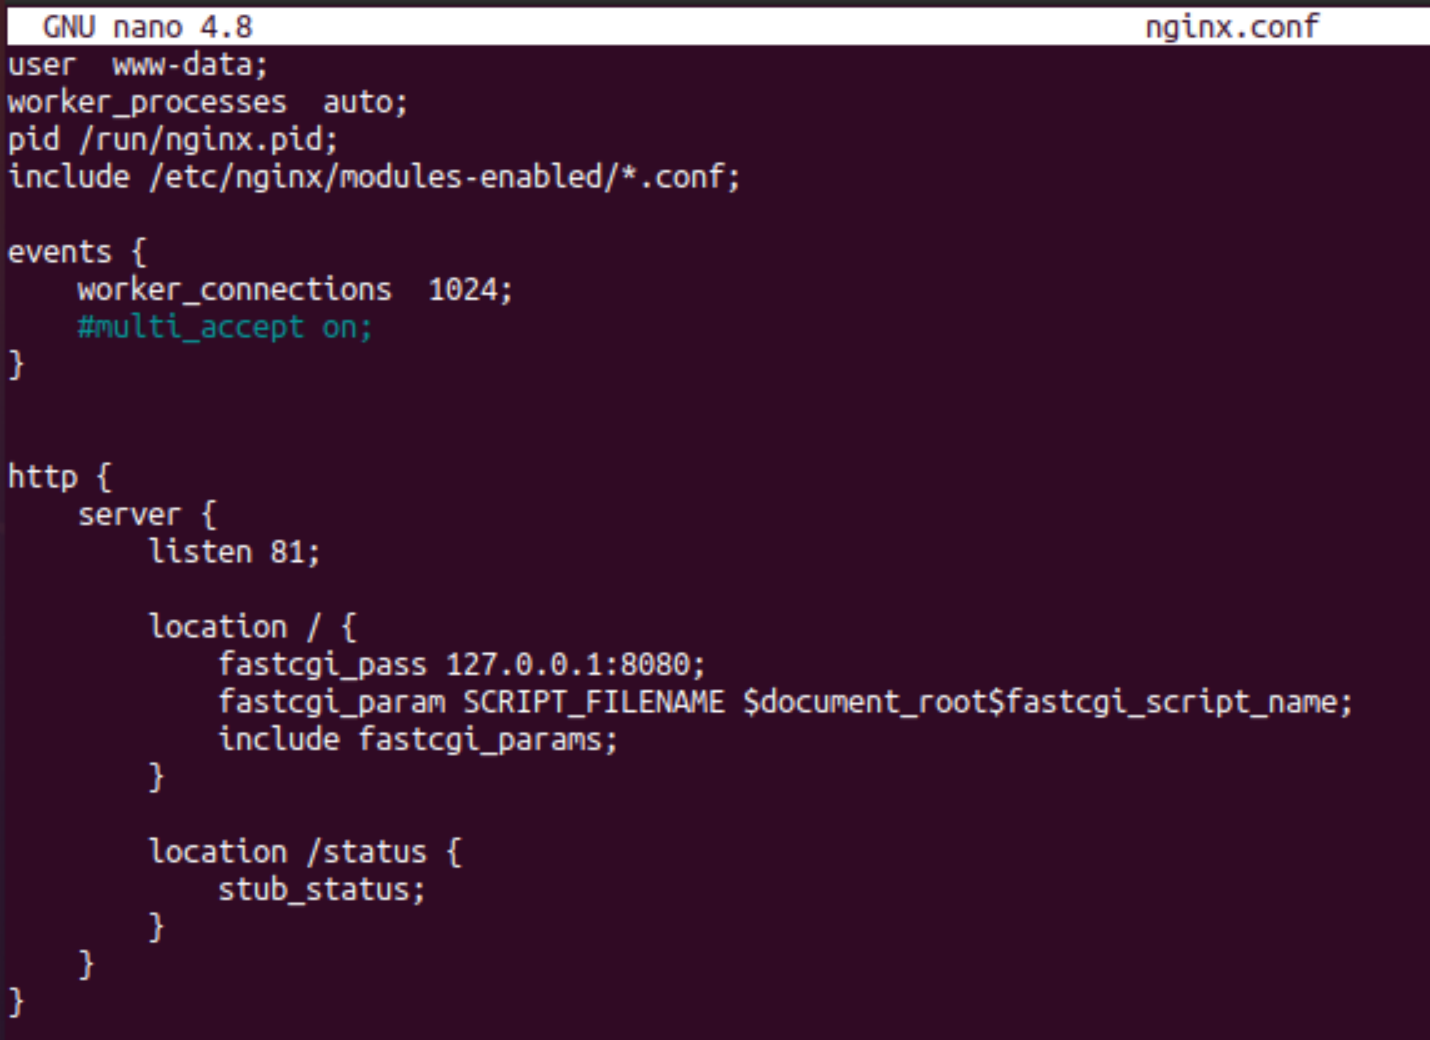 GNU nano 4.8 nginx.conf
user  www-data;
worker_processes  auto;
pid /run/nginx.pid;
include /etc/nginx/modules-enabled/*.conf;

events {
    worker_connections  1024;
    #multi_accept on;
}


http {
    server {
        listen 81;

        location / {
            fastcgi_pass 127.0.0.1:8080;
            fastcgi_param SCRIPT_FILENAME $document_root$fastcgi_script_name;
            include fastcgi_params;
        }

        location /status {
            stub_status;
        }
    }
}